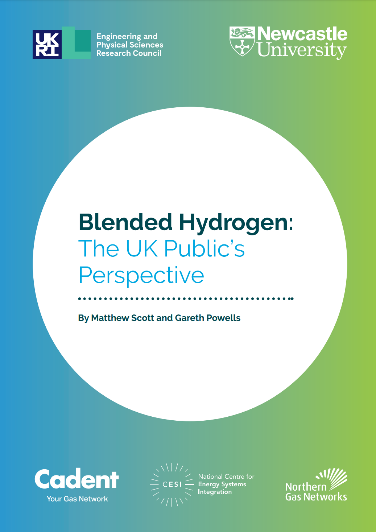 UK
RI
Engineering and
Physical Sciences
Research Council
Newcastle
University
Blended Hydrogen:
The UK Public's
Perspective
By Matthew Scott and Gareth Powells
Cadent
Your Gas Network
CESI
National Centre for
Energy Systems
Integration
Northern
Gas Networks